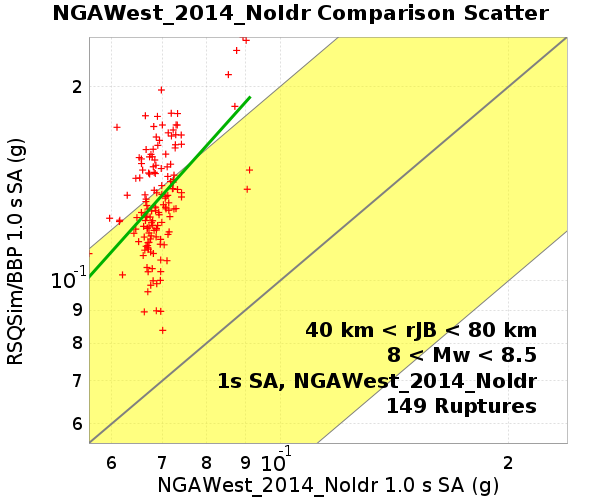 NGAWest_2014_NoIdr Comparison Scatter
RSQSim/BBP 1.0 s SA (g)
2
10⁻¹
9
8
7
6
40 km < rJB < 80 km
8 < Mw < 8.5
1s SA, NGAWest_2014_NoIdr
149 Ruptures
6 7 8 9 10⁻¹ 2
NGAWest_2014_NoIdr 1.0 s SA (g)